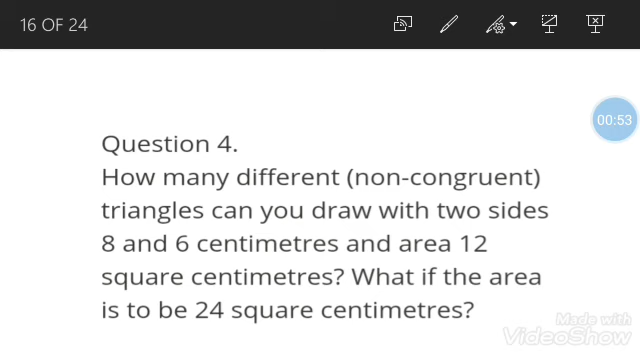 16 OF 24
00:53
Question 4.
How many different (non-congruent)
triangles can you draw with two sides
8 and 6 centimetres and area 12
square centimetres? What if the area
is to be 24 square centimetres?
Made with
VideoShow